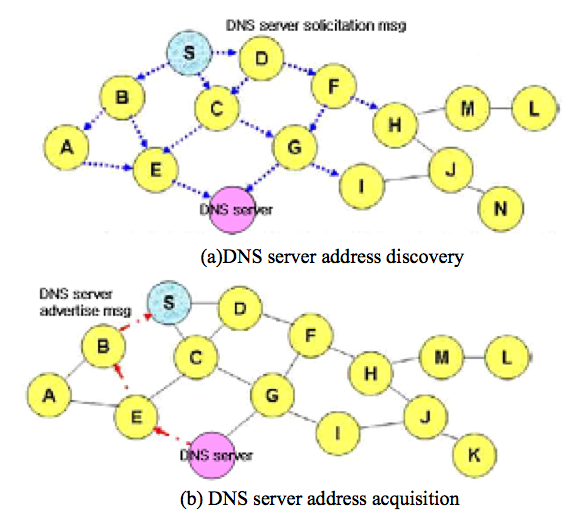 DNS server solicitation msg
S
D
B
F
C
M
L
H
A
G
E
J
I
DNS server
N
(a)DNS server address discovery
DNS server
advertise msg
S
D
B
F
C
M
L
H
A
G
E
J
I
DNS server
K
(b) DNS server address acquisition